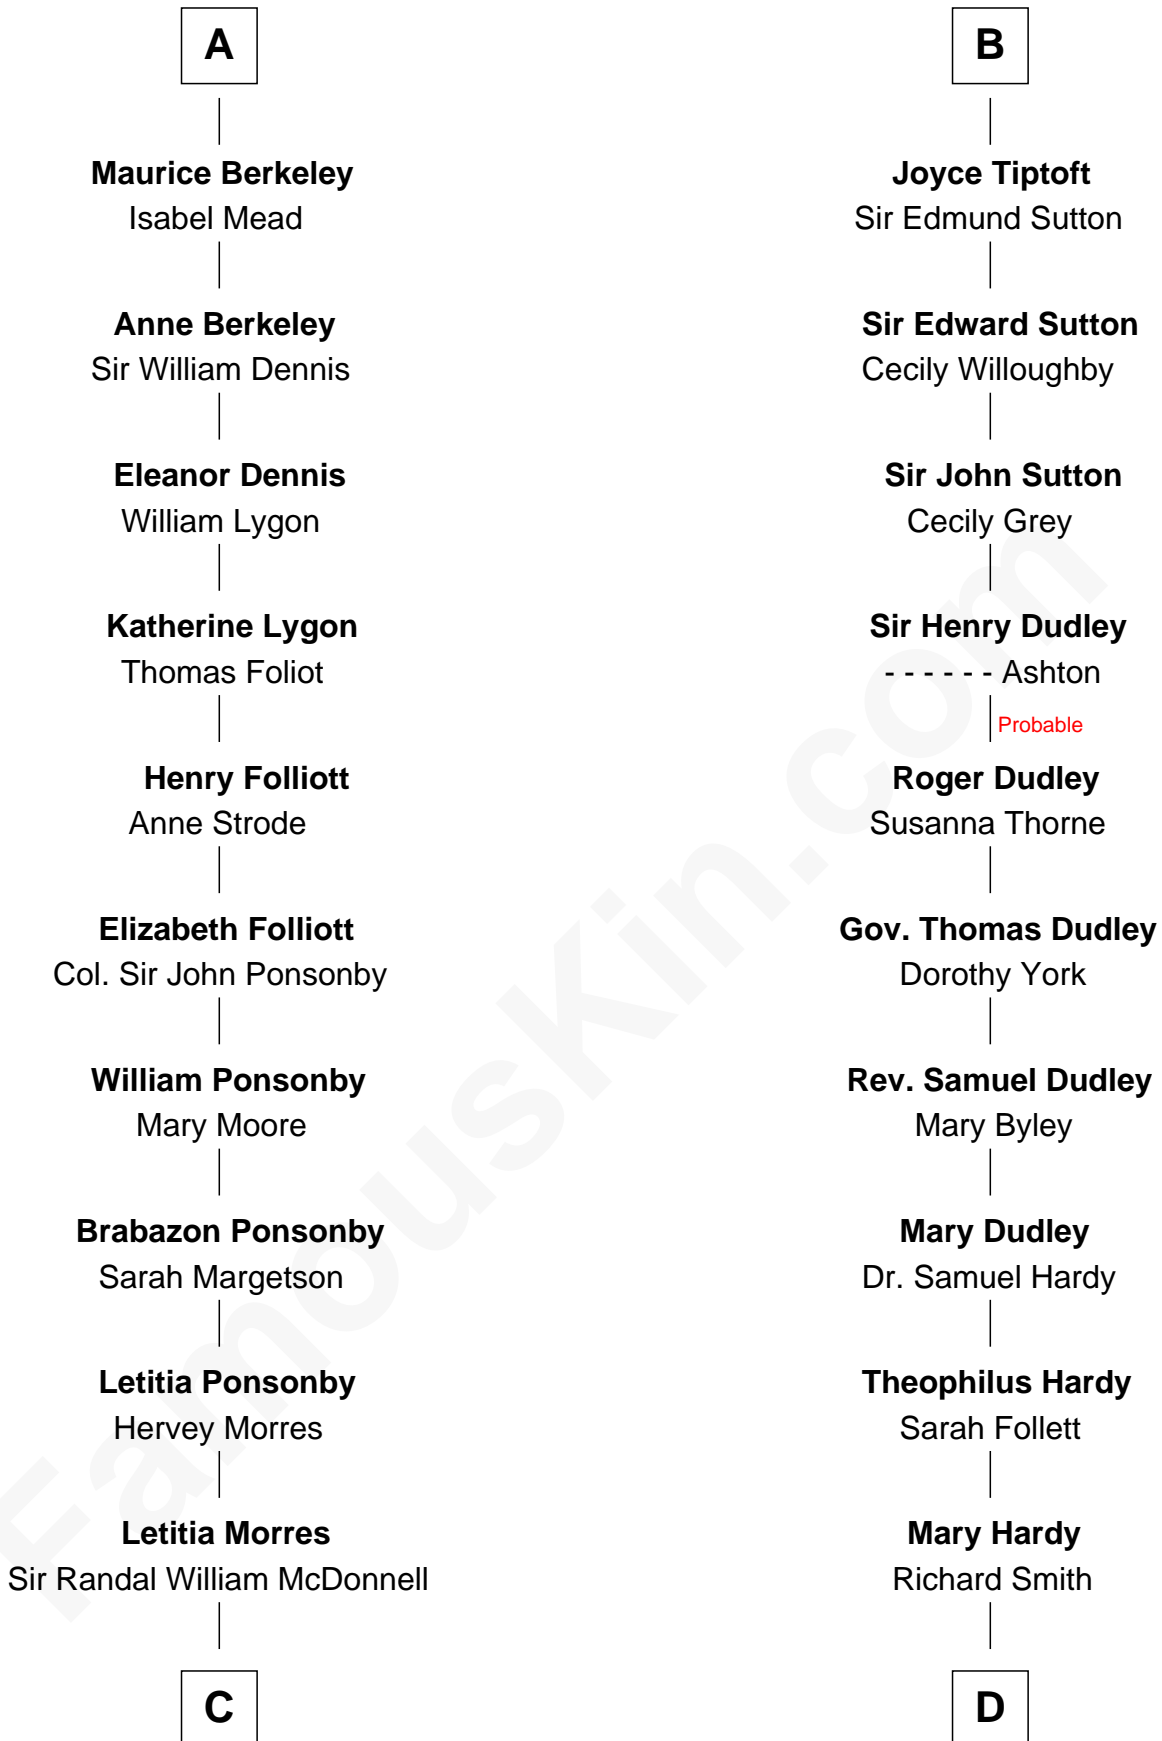 A
B
Maurice Berkeley
Isabel Mead
Joyce Tiptoft
Sir Edmund Sutton
Anne Berkeley
Sir William Dennis
Sir Edward Sutton
Cecily Willoughby
Eleanor Dennis
William Lygon
Sir John Sutton
Cecily Grey
Katherine Lygon
Thomas Foliot
Sir Henry Dudley
- - - - - - Ashton
Probable
Henry Folliott
Anne Strode
Roger Dudley
Susanna Thorne
Elizabeth Folliott
Col. Sir John Ponsonby
Gov. Thomas Dudley
Dorothy York
William Ponsonby
Mary Moore
Rev. Samuel Dudley
Mary Byley
Brabazon Ponsonby
Sarah Margetson
Mary Dudley
Dr. Samuel Hardy
Letitia Ponsonby
Hervey Morres
Theophilus Hardy
Sarah Follett
Letitia Morres
Sir Randal William McDonnell
Mary Hardy
Richard Smith
C
D
FamousKin.com